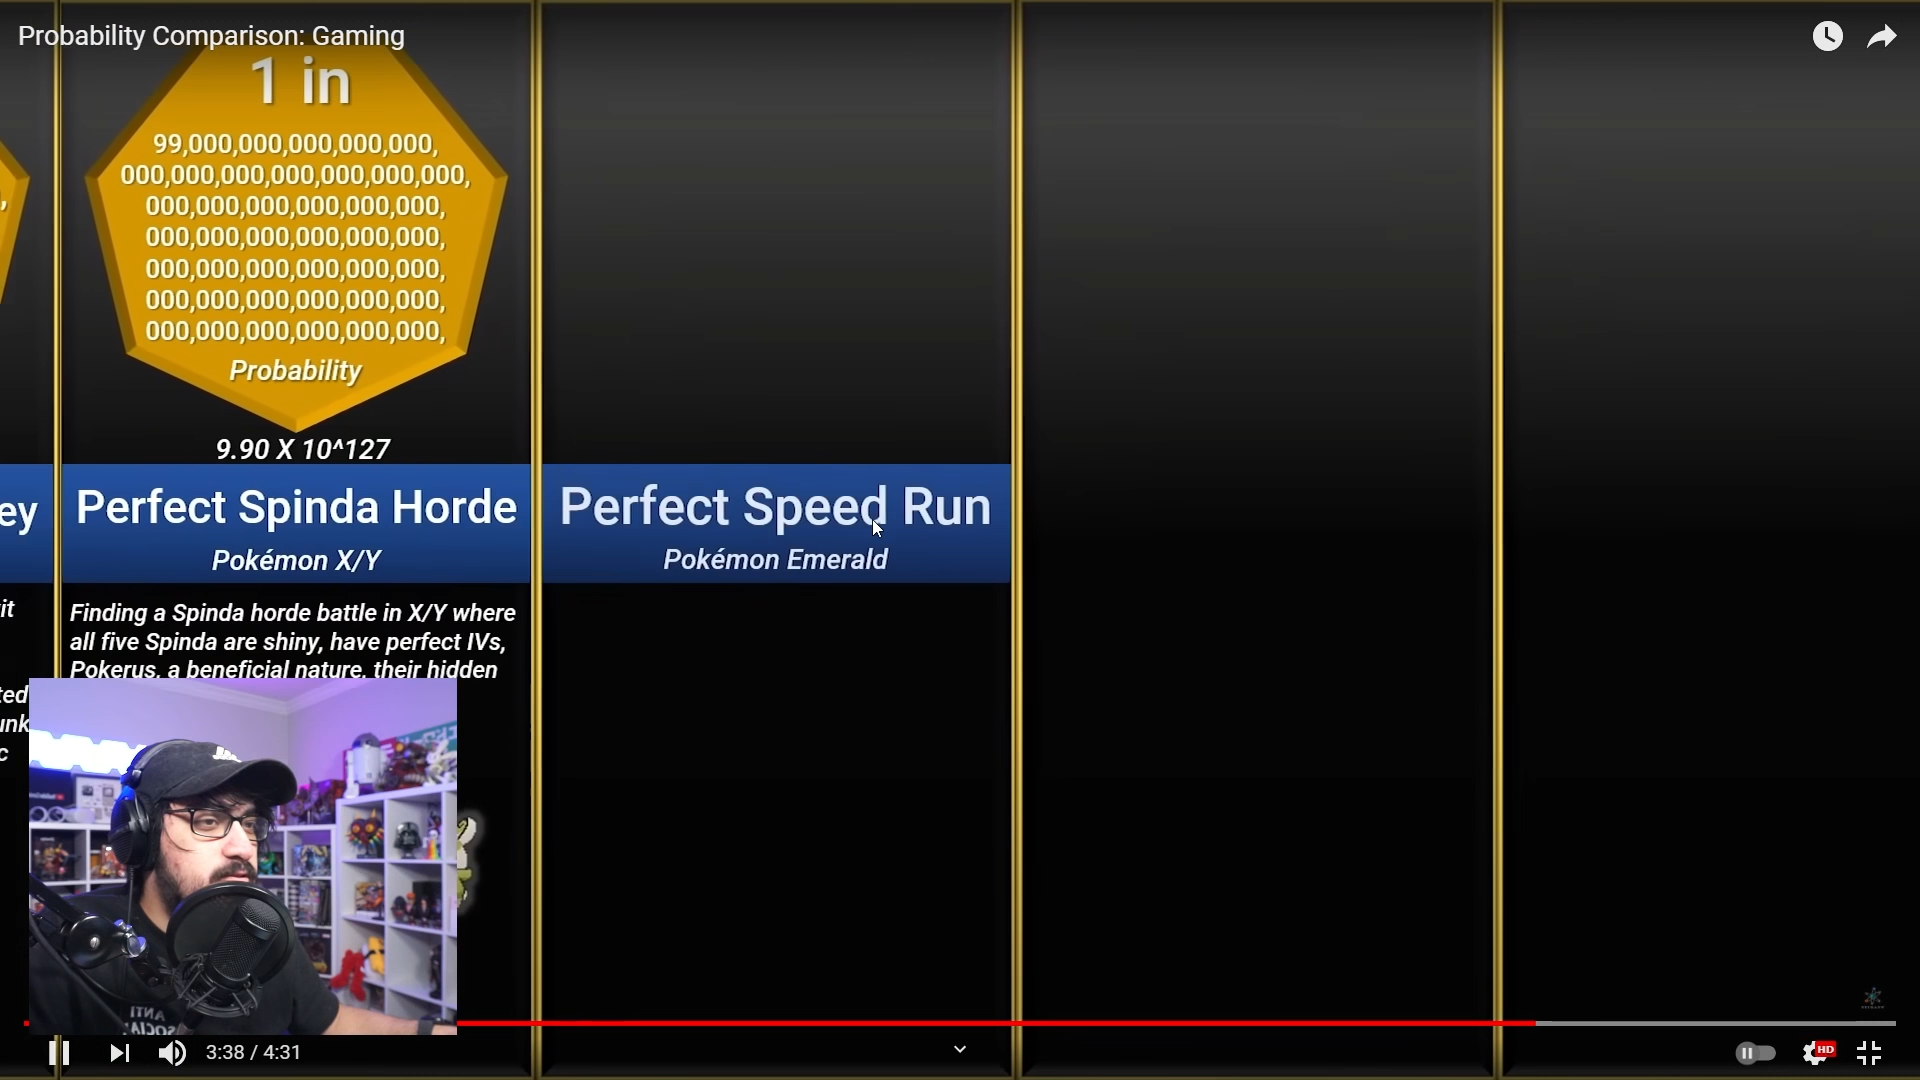 Probability Comparison: Gaming
1 in
99,000,000,000,000,000,
000,000,000,000,000,000,000,
000,000,000,000,000,000,
000,000,000,000,000,000,
000,000,000,000,000,000,
000,000,000,000,000,000,
000,000,000,000,000,000,
Probability
9.90 X 10^127
ey
Perfect Spinda Horde
Pokémon X/Y
Perfect Speed Run
Pokémon Emerald
it
Finding a Spinda horde battle in X/Y where
all five Spinda are shiny, have perfect IVs,
Pokerus, a beneficial nature, their hidden
ted
unk
c
ANTI
SOCIAL
3:38 / 4:31
HD